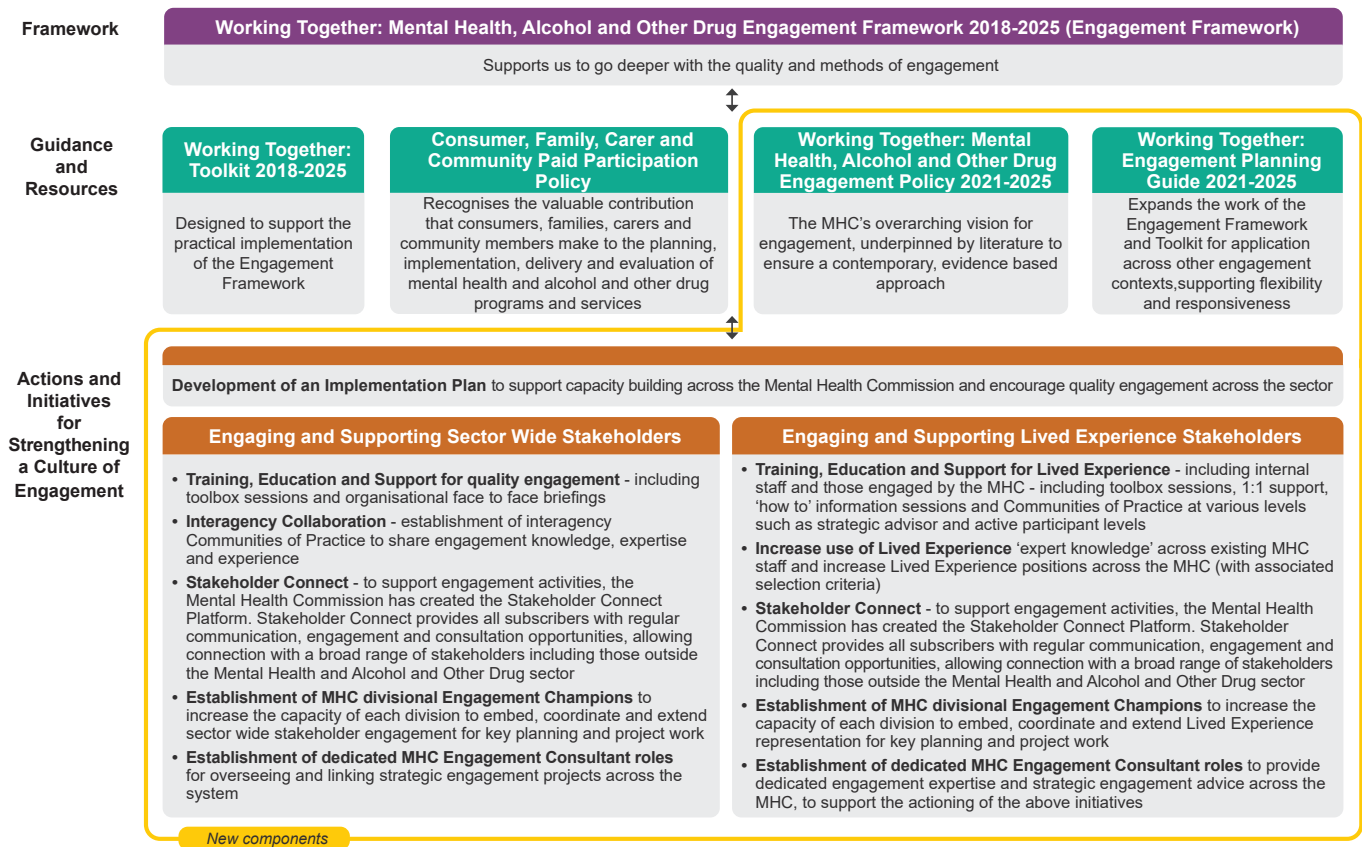 Framework
Working Together: Mental Health, Alcohol and Other Drug Engagement Framework 2018-2025 (Engagement Framework)
Supports us to go deeper with the quality and methods of engagement
Guidance
and
Resources
Working Together:
Toolkit 2018-2025
Designed to support the
practical implementation
of the Engagement
Framework
Consumer, Family, Carer and
Community Paid Participation
Policy
Recognises the valuable contribution
that consumers, families, carers and
community members make to the planning,
implementation, delivery and evaluation of
mental health and alcohol and other drug
programs and services
Working Together: Mental
Health, Alcohol and Other Drug
Engagement Policy 2021-2025
The MHC's overarching vision for
engagement, underpinned by literature to
ensure a contemporary, evidence based
approach
Working Together:
Engagement Planning
Guide 2021-2025
Expands the work of the
Engagement Framework
and Toolkit for application
across other engagement
contexts,supporting flexibility
and responsiveness
Actions and
Initiatives
for
Strengthening
a Culture of
Engagement
Development of an Implementation Plan to support capacity building across the Mental Health Commission and encourage quality engagement across the sector
Engaging and Supporting Sector Wide Stakeholders
• Training, Education and Support for quality engagement - including
toolbox sessions and organisational face to face briefings
• Interagency Collaboration - establishment of interagency
Communities of Practice to share engagement knowledge, expertise
and experience
• Stakeholder Connect - to support engagement activities, the
Mental Health Commission has created the Stakeholder Connect
Platform. Stakeholder Connect provides all subscribers with regular
communication, engagement and consultation opportunities, allowing
connection with a broad range of stakeholders including those outside
the Mental Health and Alcohol and Other Drug sector
• Establishment of MHC divisional Engagement Champions to
increase the capacity of each division to embed, coordinate and extend
sector wide stakeholder engagement for key planning and project work
• Establishment of dedicated MHC Engagement Consultant roles
for overseeing and linking strategic engagement projects across the
system
Engaging and Supporting Lived Experience Stakeholders
• Training, Education and Support for Lived Experience - including internal
staff and those engaged by the MHC - including toolbox sessions, 1:1 support,
‘how to’ information sessions and Communities of Practice at various levels
such as strategic advisor and active participant levels
• Increase use of Lived Experience ‘expert knowledge’ across existing MHC
staff and increase Lived Experience positions across the MHC (with associated
selection criteria)
• Stakeholder Connect - to support engagement activities, the Mental Health
Commission has created the Stakeholder Connect Platform. Stakeholder
Connect provides all subscribers with regular communication, engagement and
consultation opportunities, allowing connection with a broad range of stakeholders
including those outside the Mental Health and Alcohol and Other Drug sector
• Establishment of MHC divisional Engagement Champions to increase the
capacity of each division to embed, coordinate and extend Lived Experience
representation for key planning and project work
• Establishment of dedicated MHC Engagement Consultant roles to provide
dedicated engagement expertise and strategic engagement advice across the
MHC, to support the actioning of the above initiatives
New components